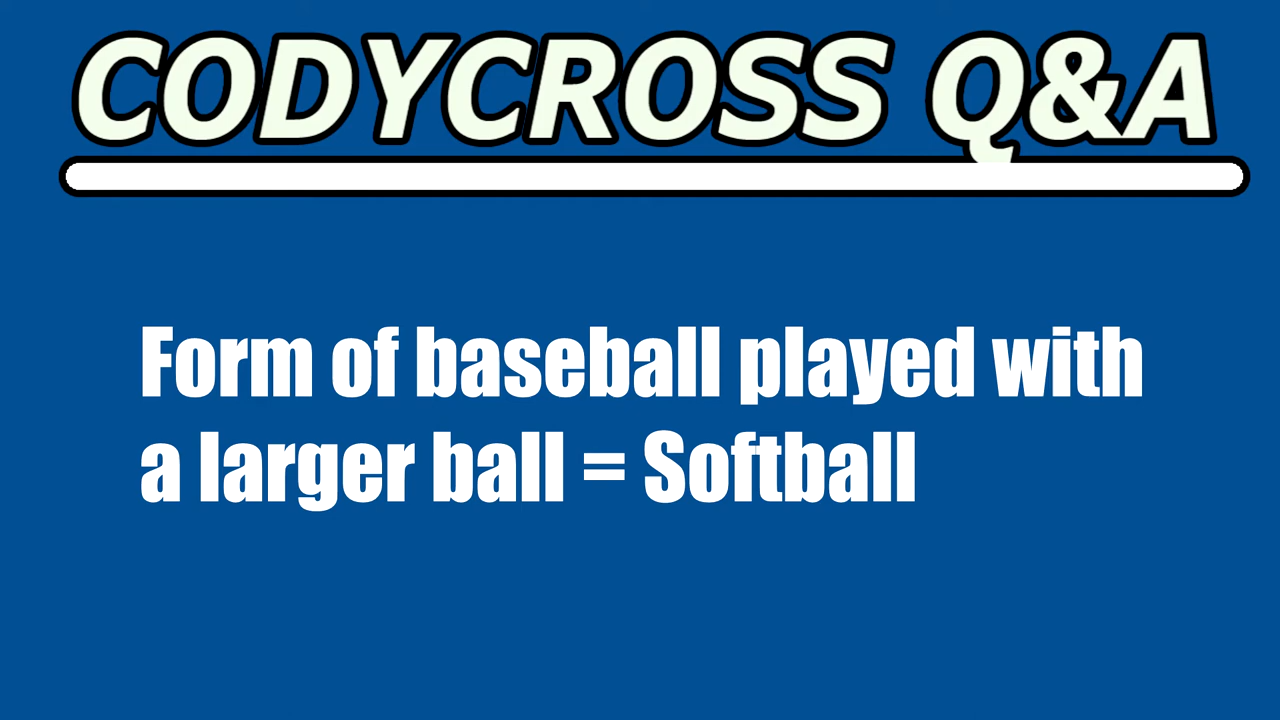 CODYCROSS Q&A
Form of baseball played with
a larger ball = Softball